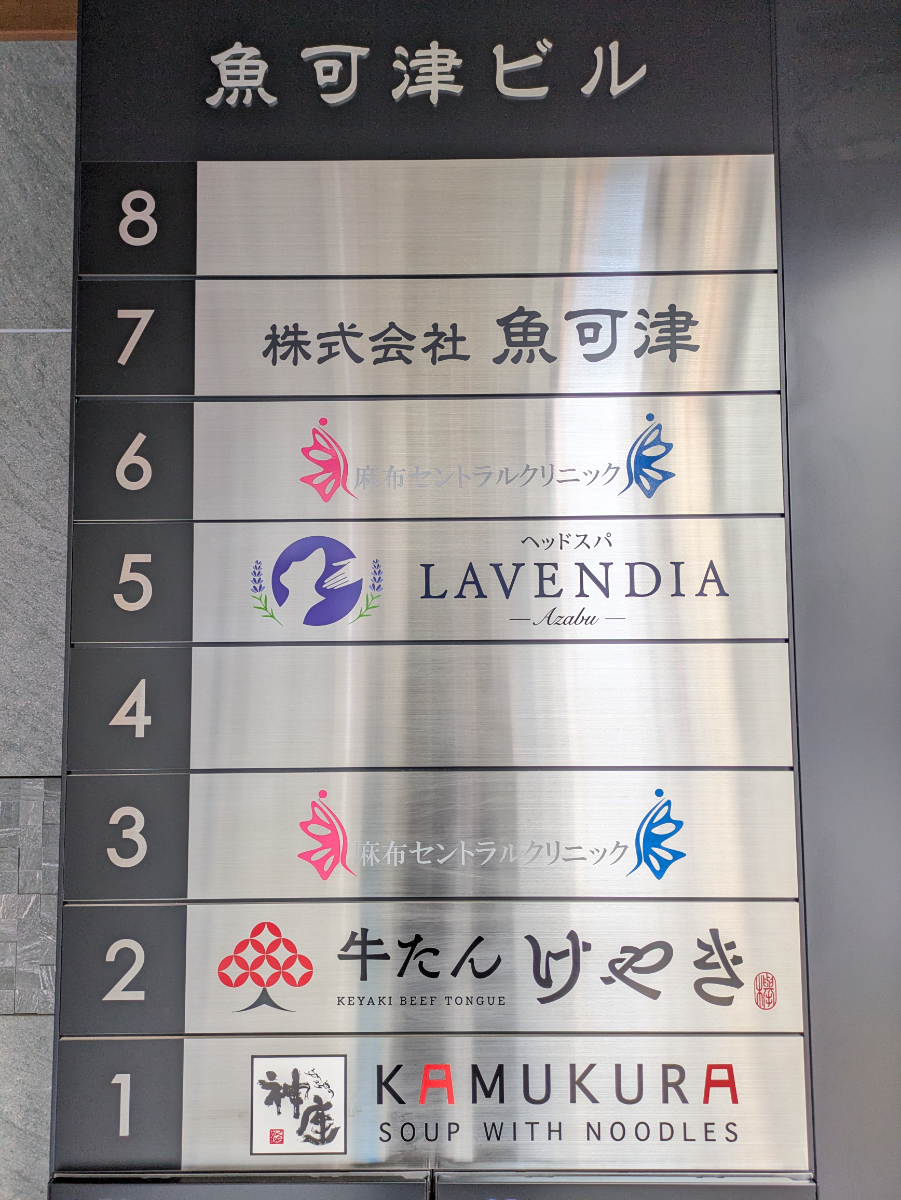 魚可津ビル
8
7 株式会社 魚可津
6 麻布セントラルクリニック
5 ヘッドスパ
LAVENDIA
Azabu
4
3 麻布セントラルクリニック
2 牛たん けやき 欅
KEYAKI BEEF TONGUE
1 神座 KAMUKURA
SOUP WITH NOODLES